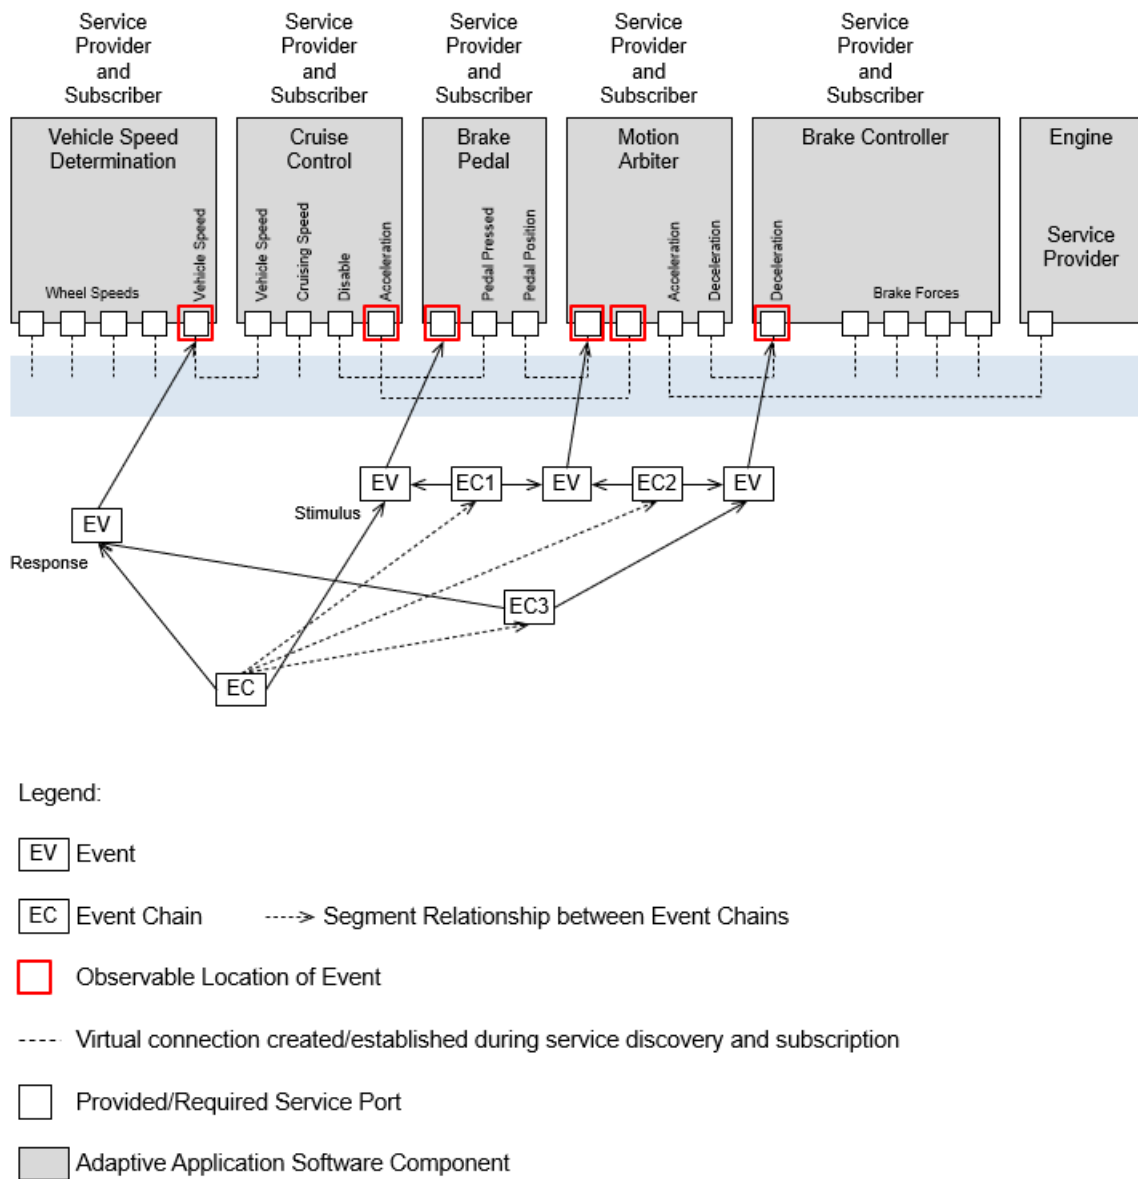 Service
Provider
and
Subscriber
Service
Provider
and
Subscriber
Service
Provider
and
Subscriber
Service
Provider
and
Subscriber
Service
Provider
and
Subscriber
Vehicle Speed
Determination
Wheel Speeds
Vehicle Speed
Cruise
Control
Vehicle Speed
Cruising Speed
Disable
Acceleration
Brake
Pedal
Pedal Pressed
Pedal Position
Motion
Arbiter
Acceleration
Deceleration
Brake Controller
Deceleration
Brake Forces
Engine
Service
Provider
EV
EC1
EV
EC2
EV
Stimulus
EV
Response
EC3
EC
Legend:
EV Event
EC Event Chain
Segment Relationship between Event Chains
Observable Location of Event
Virtual connection created/established during service discovery and subscription
Provided/Required Service Port
Adaptive Application Software Component